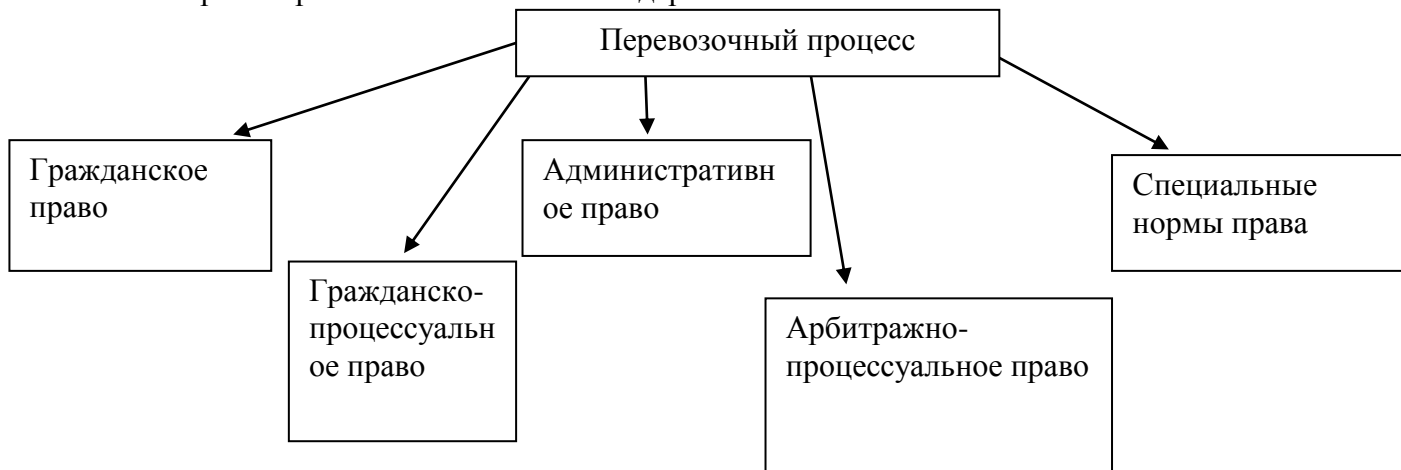 Перевозочный процесс
Гражданское
право
Административн
ое право
Специальные
нормы права
Гражданско-
процессуальн
ое право
Арбитражно-
процессуальное право